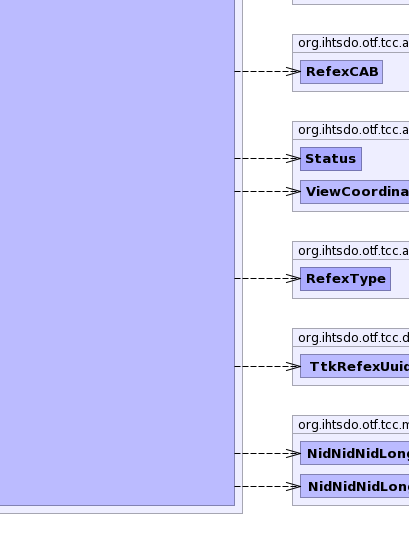 org.ihtsdo.otf.tcc.a
RefexCAB
org.ihtsdo.otf.tcc.a
Status
ViewCoordina
org.ihtsdo.otf.tcc.a
RefexType
org.ihtsdo.otf.tcc.d
TtkRefexUuid
org.ihtsdo.otf.tcc.m
NidNidNidLong
NidNidNidLong